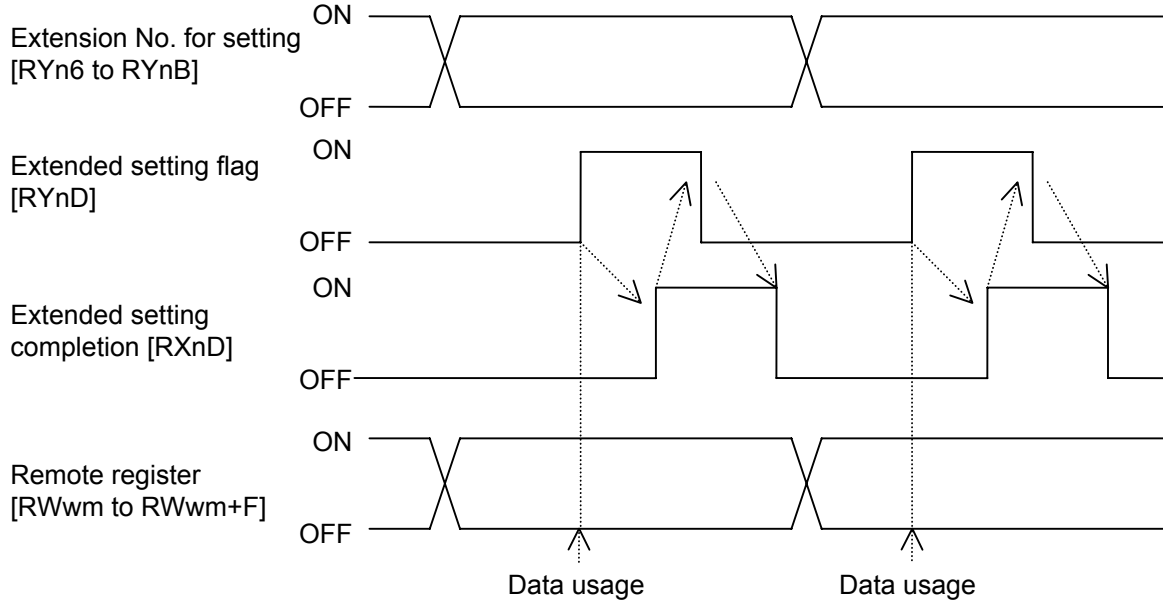 ON
Extension No. for setting
[RYn6 to RYnB]
OFF
ON
Extended setting flag
[RYnD]
OFF
ON
Extended setting
completion [RXnD]
OFF
ON
Remote register
[RWwm to RWwm+F]
OFF
Data usage Data usage